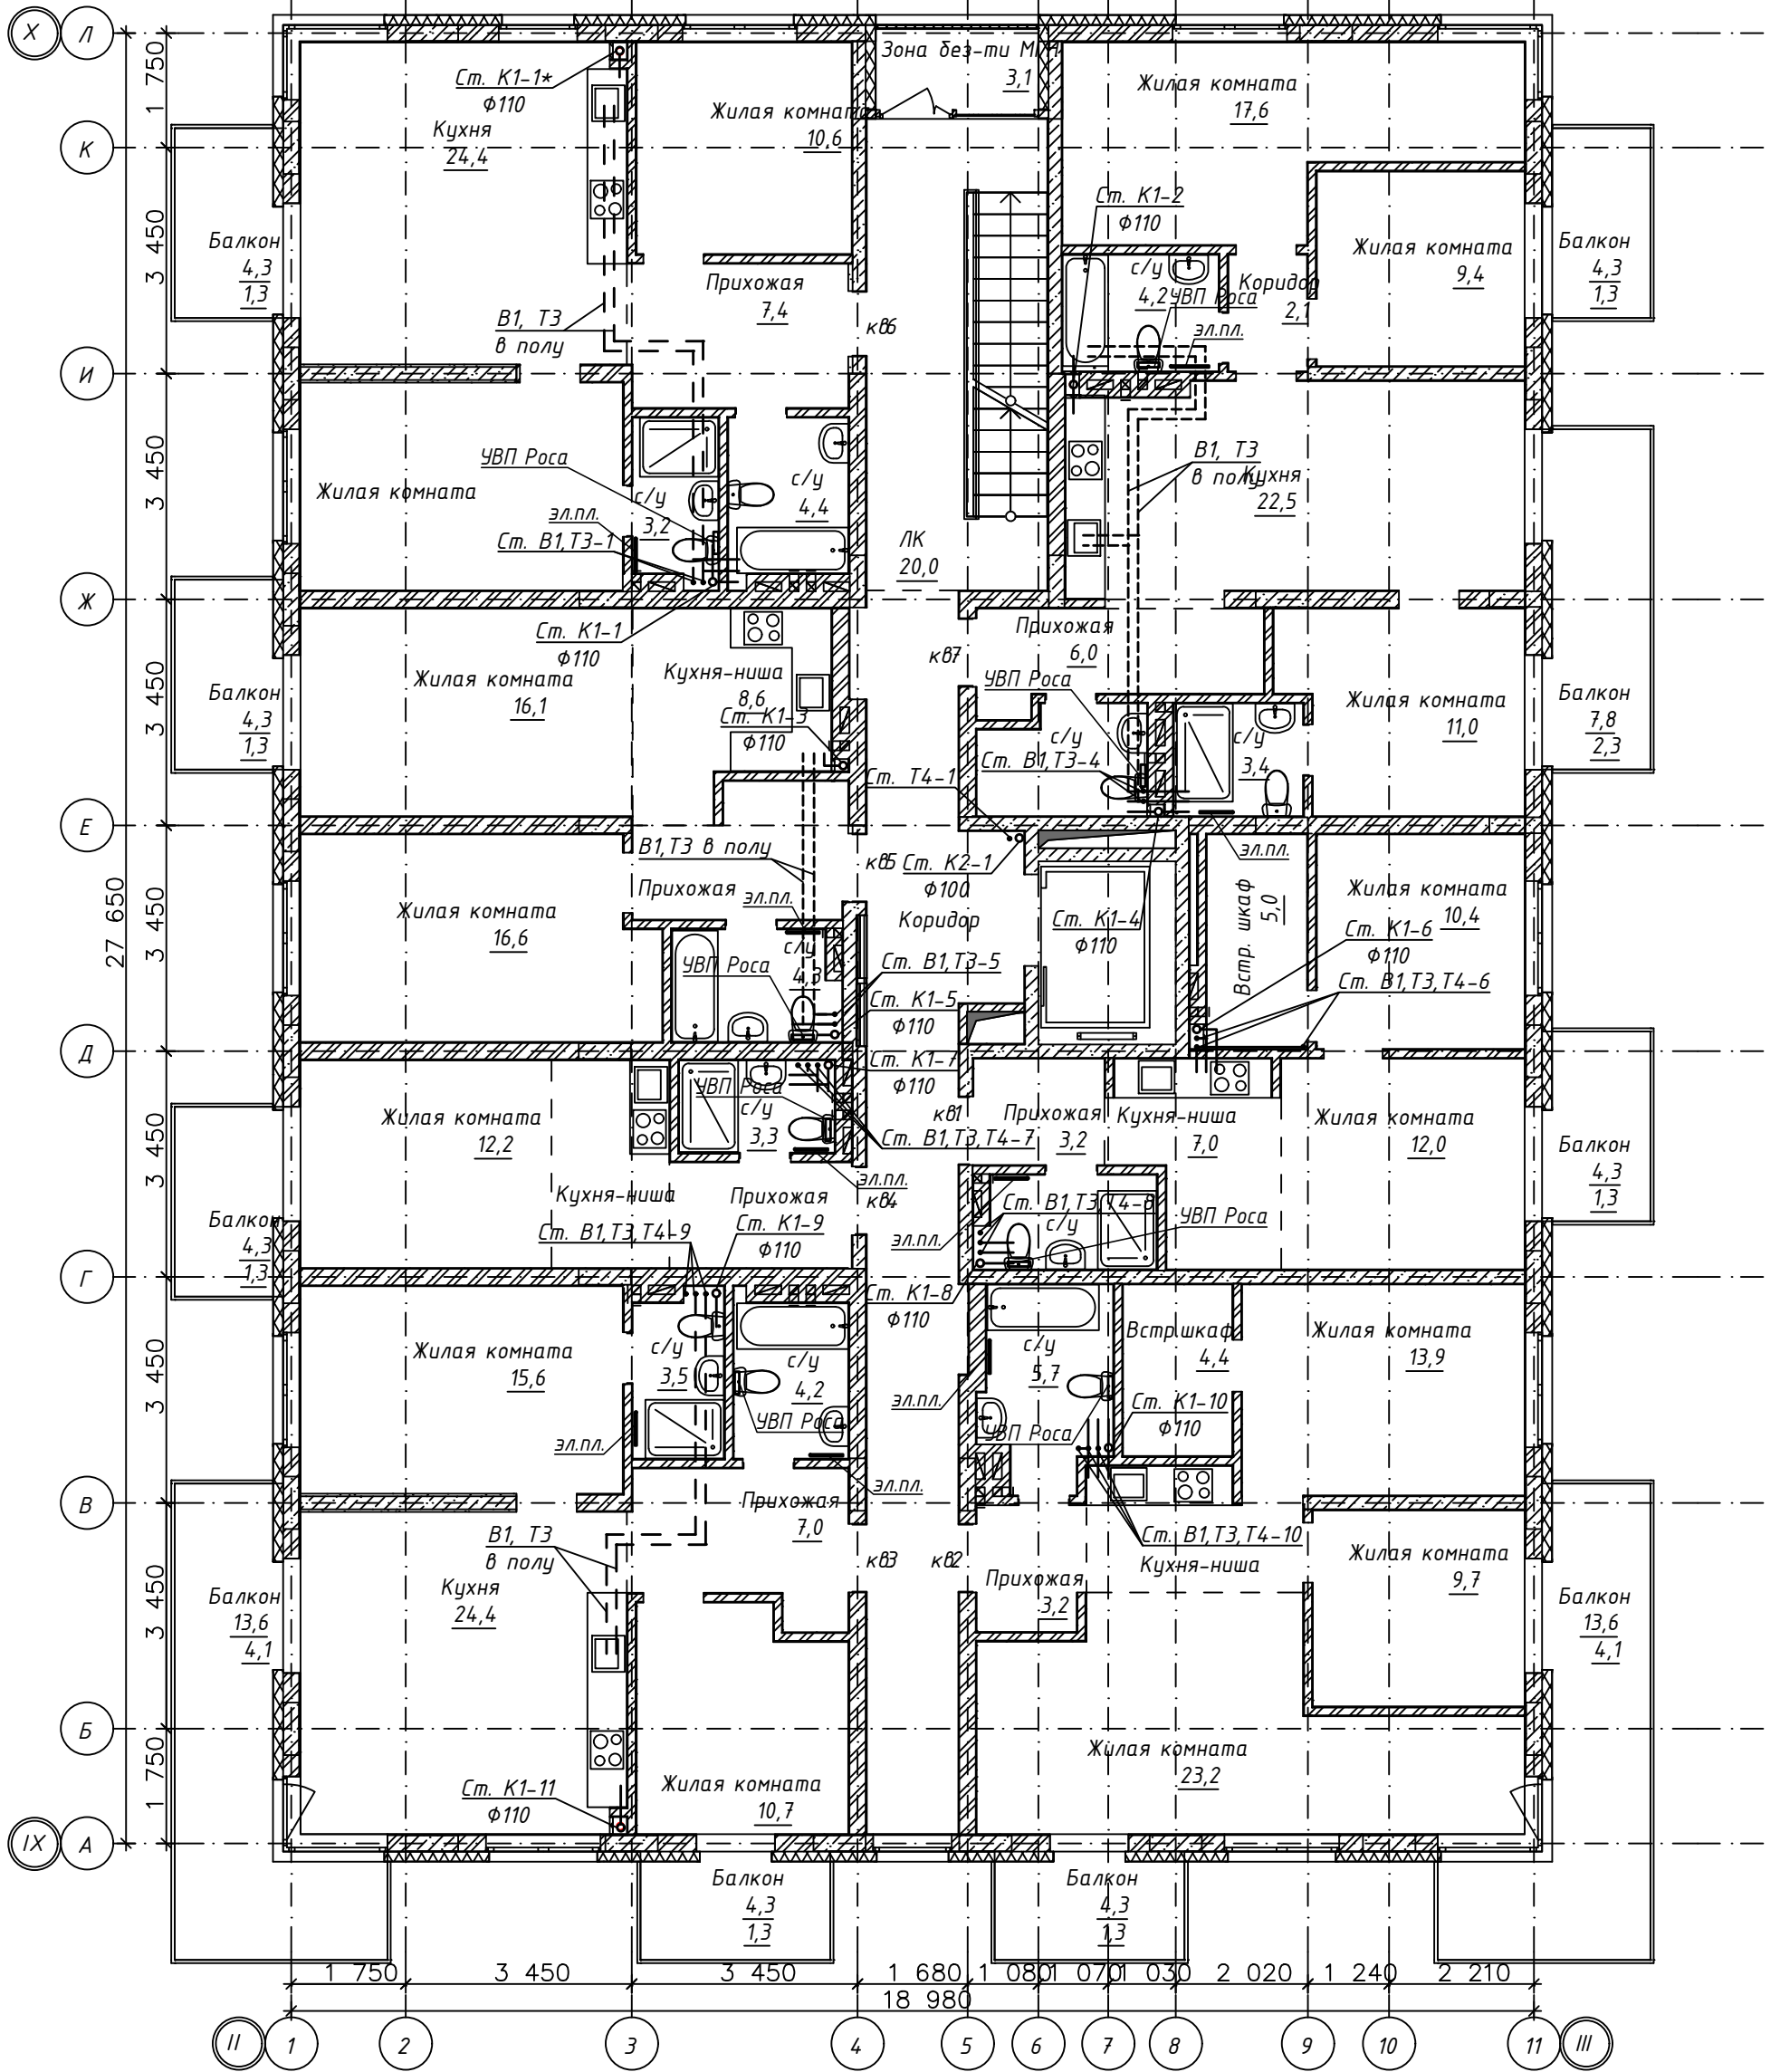 X
Л
К
И
Ж
Е
Д
Г
В
Б
IX
А
1 750
3 450
3 450
3 450
3 450
3 450
3 450
3 450
1 750
27 650
Ст. К1-1*
Ф110
Кухня
24,4
Жилая комната
10,6
Зона без-ти МГН
3,1
Жилая комната
17,6
Ст. К1-2
Ф110
Балкон
4,3
1,3
Прихожая
7,4
кв6
с/у
4,2
УВП Роса
Коридор
2,1
эл.пл.
Жилая комната
9,4
Балкон
4,3
1,3
В1, Т3
в полу
УВП Роса
Жилая комната
с/у
3,2
эл.пл.
Ст. В1,Т3-1
с/у
4,4
ЛК
20,0
В1, Т3
в полу
Кухня
22,5
Ст. К1-1
Ф110
Жилая комната
16,1
Кухня-ниша
8,6
Ст. К1-3
Ф110
Балкон
4,3
1,3
Прихожая
6,0
кв7
УВП Роса
с/у
Ст. В1,Т3-4
с/у
3,4
Жилая комната
11,0
Балкон
7,8
2,3
Ст. Т4-1
В1,Т3 в полу
кв5
Ст. К2-1
Ф100
эл.пл.
Прихожая
эл.пл.
Жилая комната
16,6
Коридор
Ст. К1-4
Ф110
Встр. шкаф
5,0
Жилая комната
10,4
Ст. К1-6
Ф110
УВП Роса
с/у
4,3
Ст. В1,Т3-5
Ст. К1-5
Ф110
Ст. В1,Т3,Т4-6
Ст. К1-7
Ф110
УВП Роса
с/у
3,3
Жилая комната
12,2
кв1
Прихожая
3,2
Кухня-ниша
7,0
Жилая комната
12,0
Балкон
4,3
1,3
Ст. В1,Т3,Т4-7
эл.пл.
Кухня-ниша
Прихожая
кв4
Балкон
4,3
1,3
Ст. В1,Т3,Т4-9
Ст. К1-9
Ф110
Ст. В1,Т3,Т4-8
с/у
УВП Роса
эл.пл.
Ст. К1-8
Ф110
Жилая комната
15,6
с/у
3,5
с/у
4,2
УВП Роса
эл.пл.
эл.пл.
с/у
5,7
Встр.шкаф
4,4
Жилая комната
13,9
эл.пл.
УВП Роса
Ст. К1-10
Ф110
Прихожая
7,0
В1, Т3
в полу
Ст. В1,Т3,Т4-10
Кухня-ниша
кв3
кв2
Прихожая
3,2
Жилая комната
9,7
Балкон
13,6
4,1
Кухня
24,4
Балкон
13,6
4,1
Ст. К1-11
Ф110
Жилая комната
10,7
Жилая комната
23,2
Балкон
4,3
1,3
Балкон
4,3
1,3
1 750
3 450
3 450
1 680
1 080
1 070
1 030
2 020
1 240
2 210
18 980
II
1
2
3
4
5
6
7
8
9
10
11
III